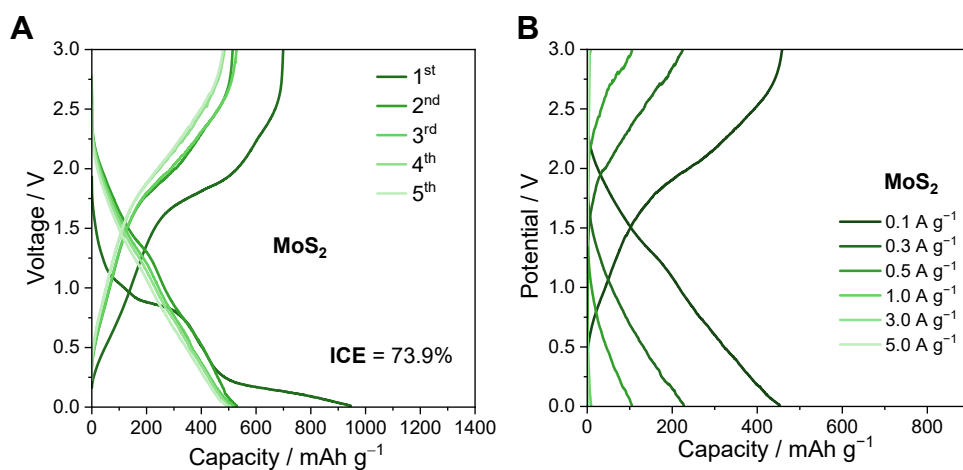 A
Voltage / V
3.0
2.5
2.0
1.5
1.0
0.5
0.0
1st
2nd
3rd
4th
5th
MoS₂
ICE = 73.9%
0 200 400 600 800 1000 1200 1400
Capacity / mAh g⁻¹
B
Potential / V
3.0
2.5
2.0
1.5
1.0
0.5
0.0
MoS₂
0.1 A g⁻¹
0.3 A g⁻¹
0.5 A g⁻¹
1.0 A g⁻¹
3.0 A g⁻¹
5.0 A g⁻¹
0 200 400 600 800
Capacity / mAh g⁻¹